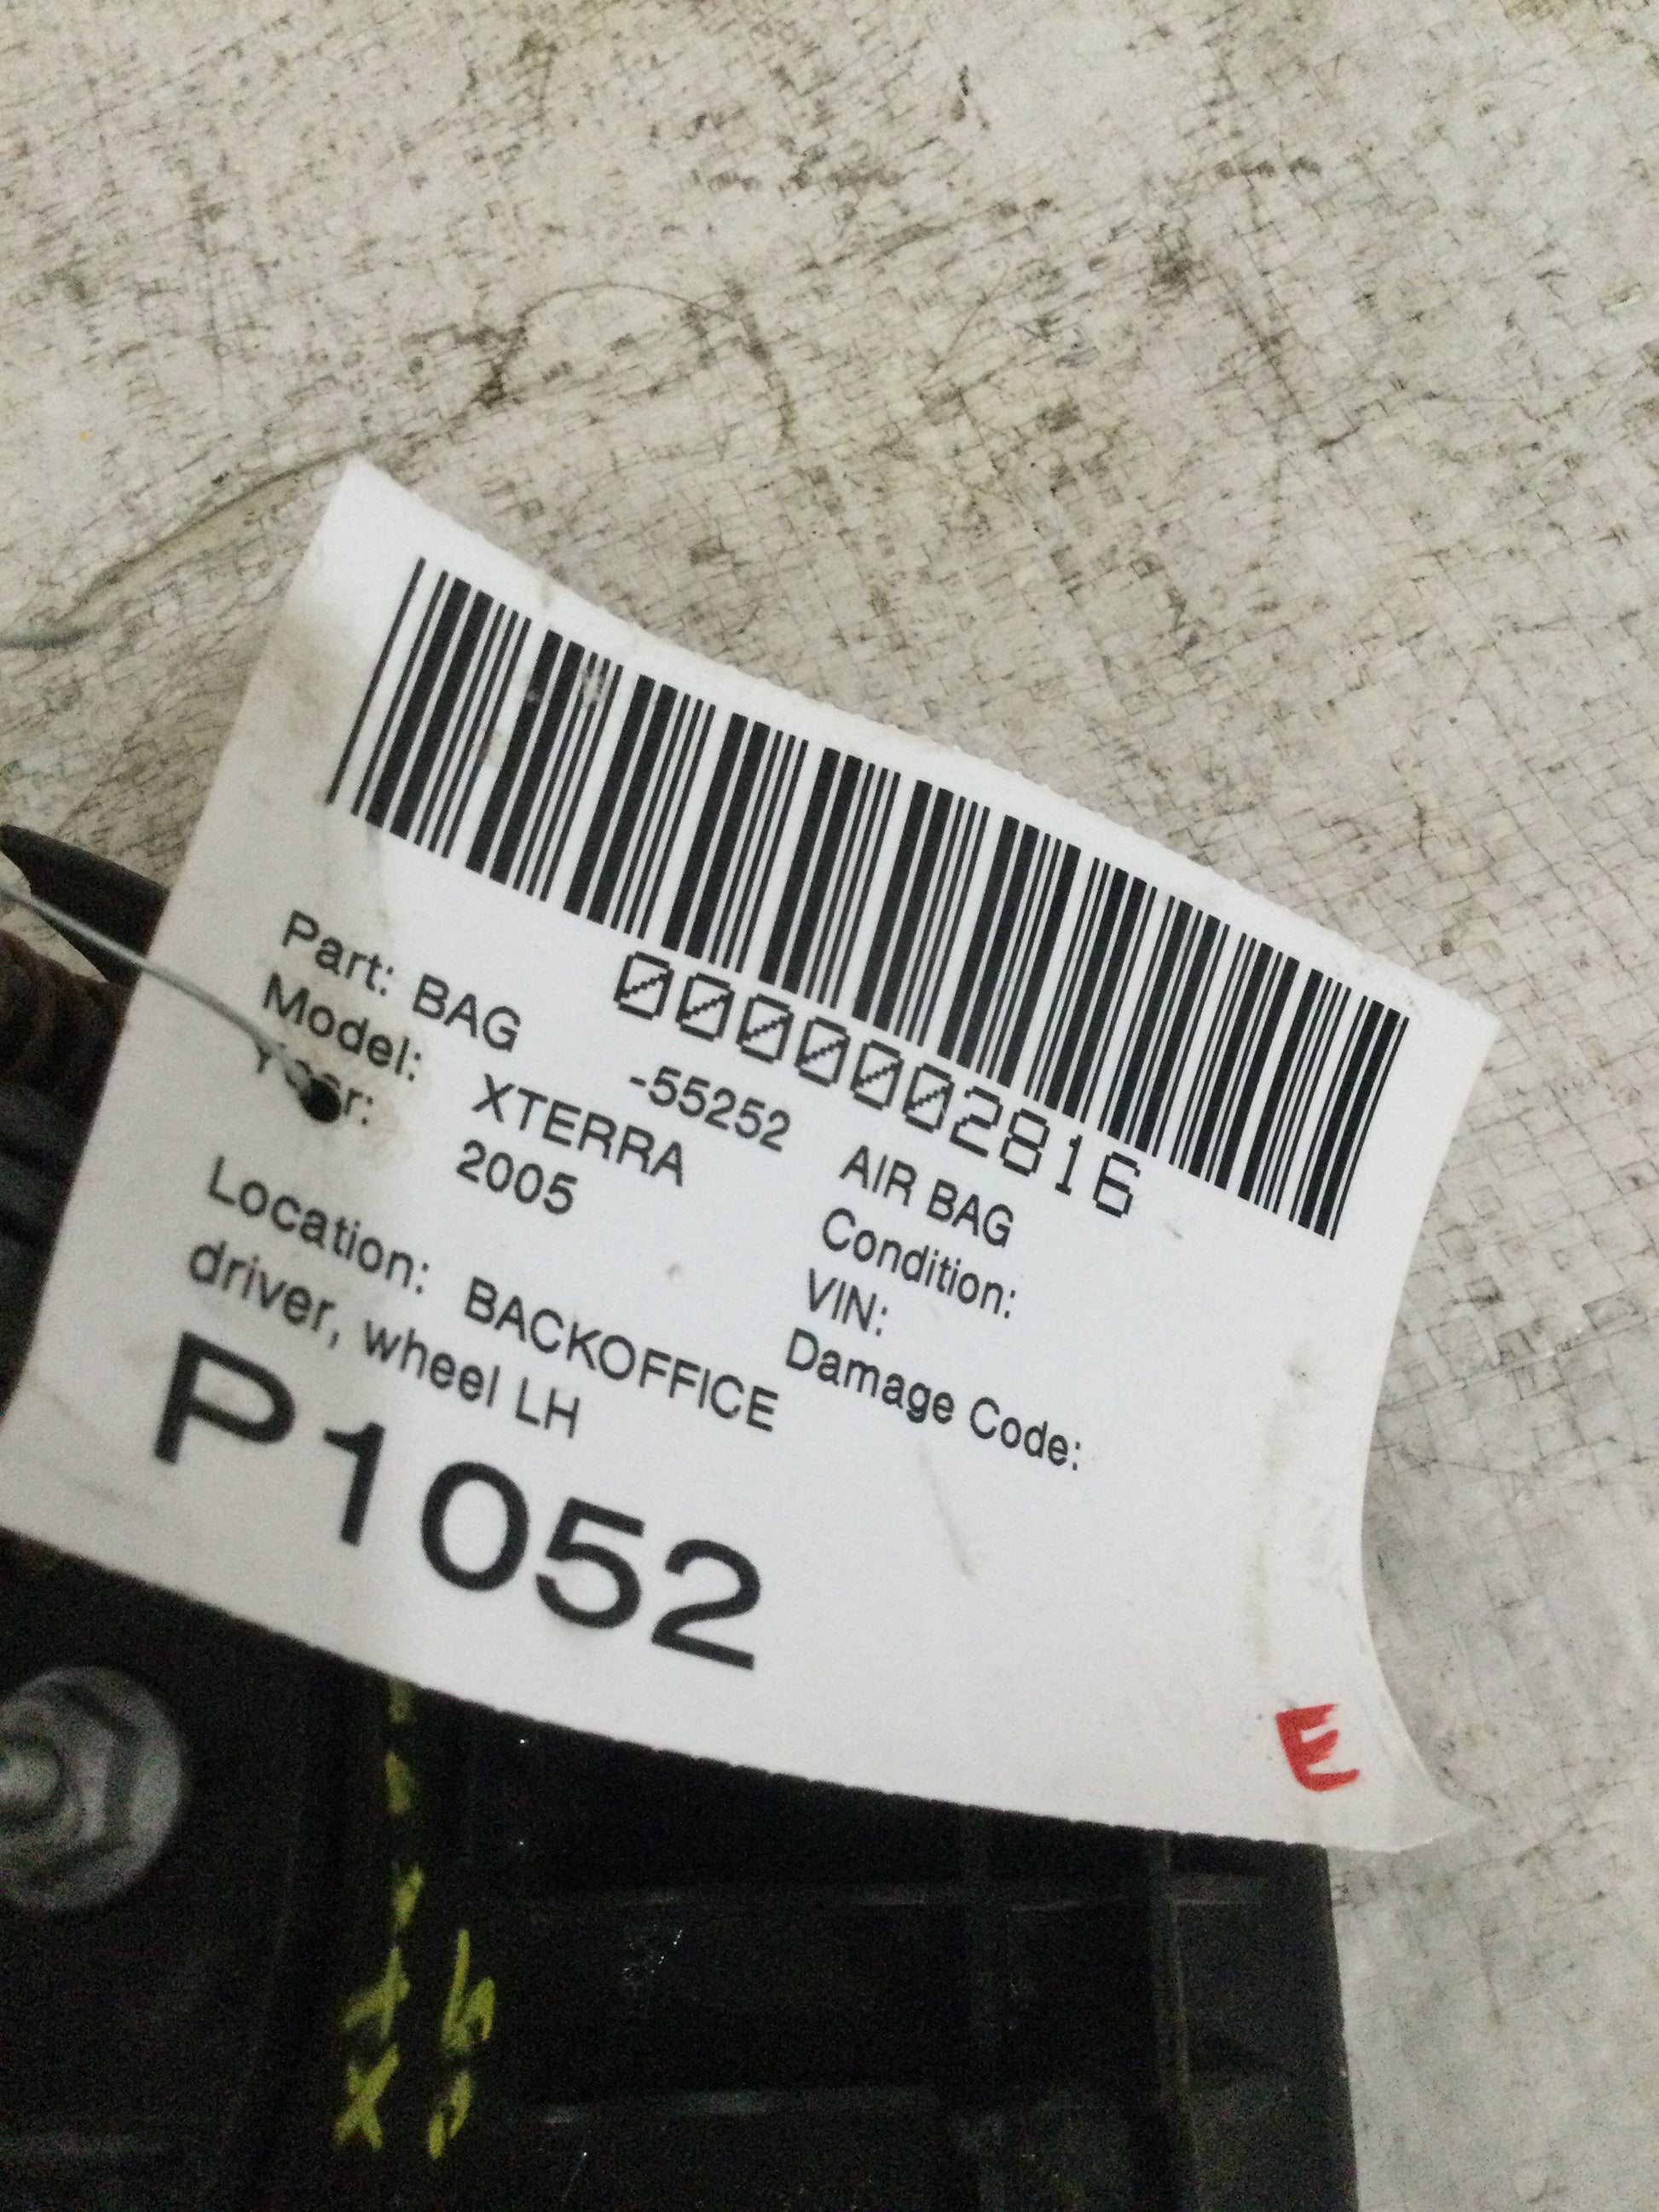 0000002816
Part: BAG -55252 AIR BAG
Model: XTERRA Condition:
Year: 2005 VIN:
Damage Code:
Location: BACKOFFICE
driver, wheel LH
P1052
E